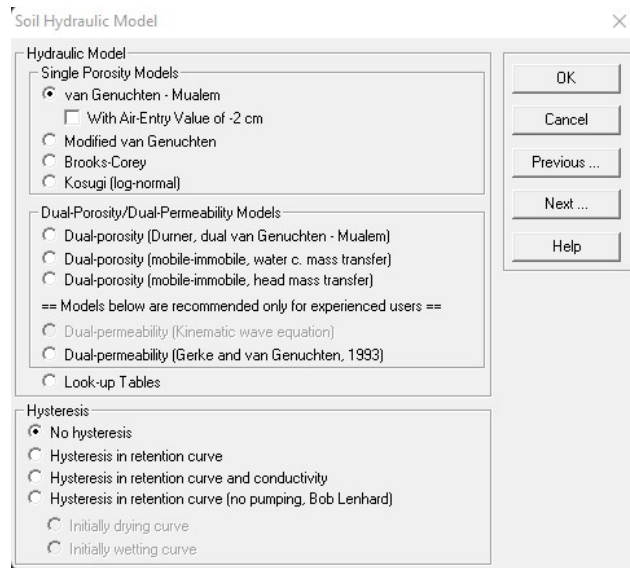 Soil Hydraulic Model
Hydraulic Model
Single Porosity Models
van Genuchten - Mualem
With Air-Entry Value of -2 cm
Modified van Genuchten
Brooks-Corey
Kosugi (log-normal)
Dual-Porosity/Dual-Permeability Models
Dual-porosity (Durner, dual van Genuchten - Mualem)
Dual-porosity (mobile-immobile, water c. mass transfer)
Dual-porosity (mobile-immobile, head mass transfer)
== Models below are recommended only for experienced users ==
Dual-permeability (Kinematic wave equation)
Dual-permeability (Gerke and van Genuchten, 1993)
Look-up Tables
Hysteresis
No hysteresis
Hysteresis in retention curve
Hysteresis in retention curve and conductivity
Hysteresis in retention curve (no pumping, Bob Lenhard)
Initially drying curve
Initially wetting curve
OK
Cancel
Previous ...
Next ...
Help